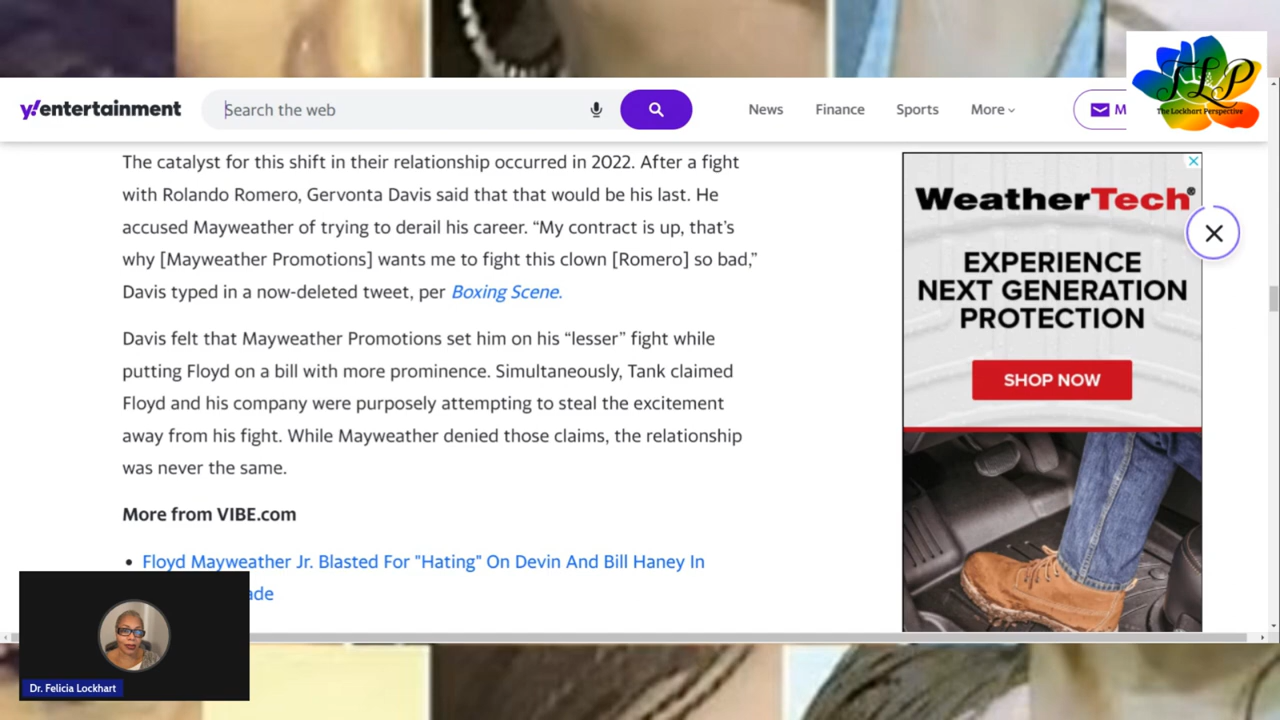 y!entertainment
Search the web
News
Finance
Sports
More
M
TLP
The Lockhart Perspective
The catalyst for this shift in their relationship occurred in 2022. After a fight
with Rolando Romero, Gervonta Davis said that that would be his last. He
accused Mayweather of trying to derail his career. “My contract is up, that’s
why [Mayweather Promotions] wants me to fight this clown [Romero] so bad,”
Davis typed in a now-deleted tweet, per Boxing Scene.
Davis felt that Mayweather Promotions set him on his “lesser” fight while
putting Floyd on a bill with more prominence. Simultaneously, Tank claimed
Floyd and his company were purposely attempting to steal the excitement
away from his fight. While Mayweather denied those claims, the relationship
was never the same.
More from VIBE.com
• Floyd Mayweather Jr. Blasted For "Hating" On Devin And Bill Haney In
ade
WeatherTech®
EXPERIENCE
NEXT GENERATION
PROTECTION
SHOP NOW
Dr. Felicia Lockhart